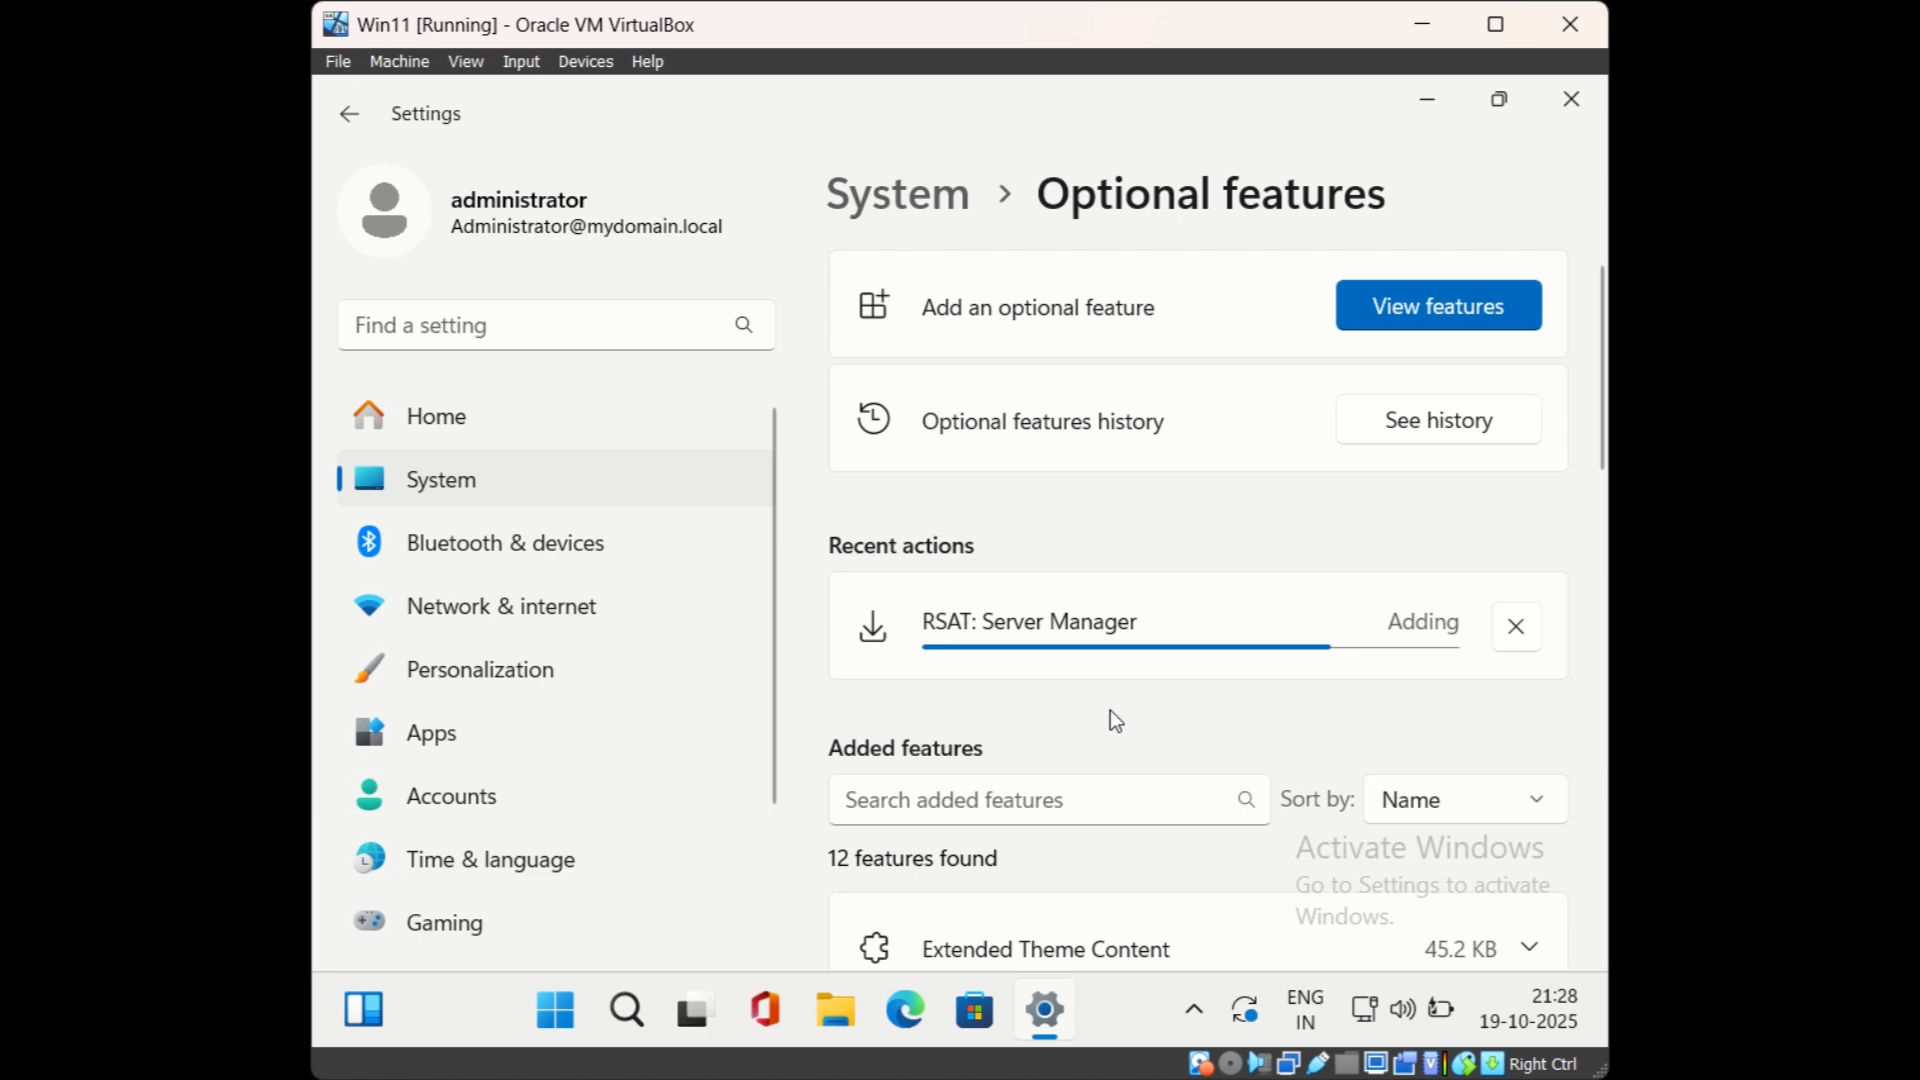 Win11 [Running] - Oracle VM VirtualBox
File Machine View Input Devices Help
Settings
administrator
Administrator@mydomain.local
Find a setting
Home
System
Bluetooth & devices
Network & internet
Personalization
Apps
Accounts
Time & language
Gaming
System > Optional features
Add an optional feature
View features
Optional features history
See history
Recent actions
RSAT: Server Manager
Adding
Added features
Search added features
Sort by:
Name
12 features found
Extended Theme Content
45.2 KB
Activate Windows
Go to Settings to activate
Windows.
ENG
IN
21:28
19-10-2025
Right Ctrl